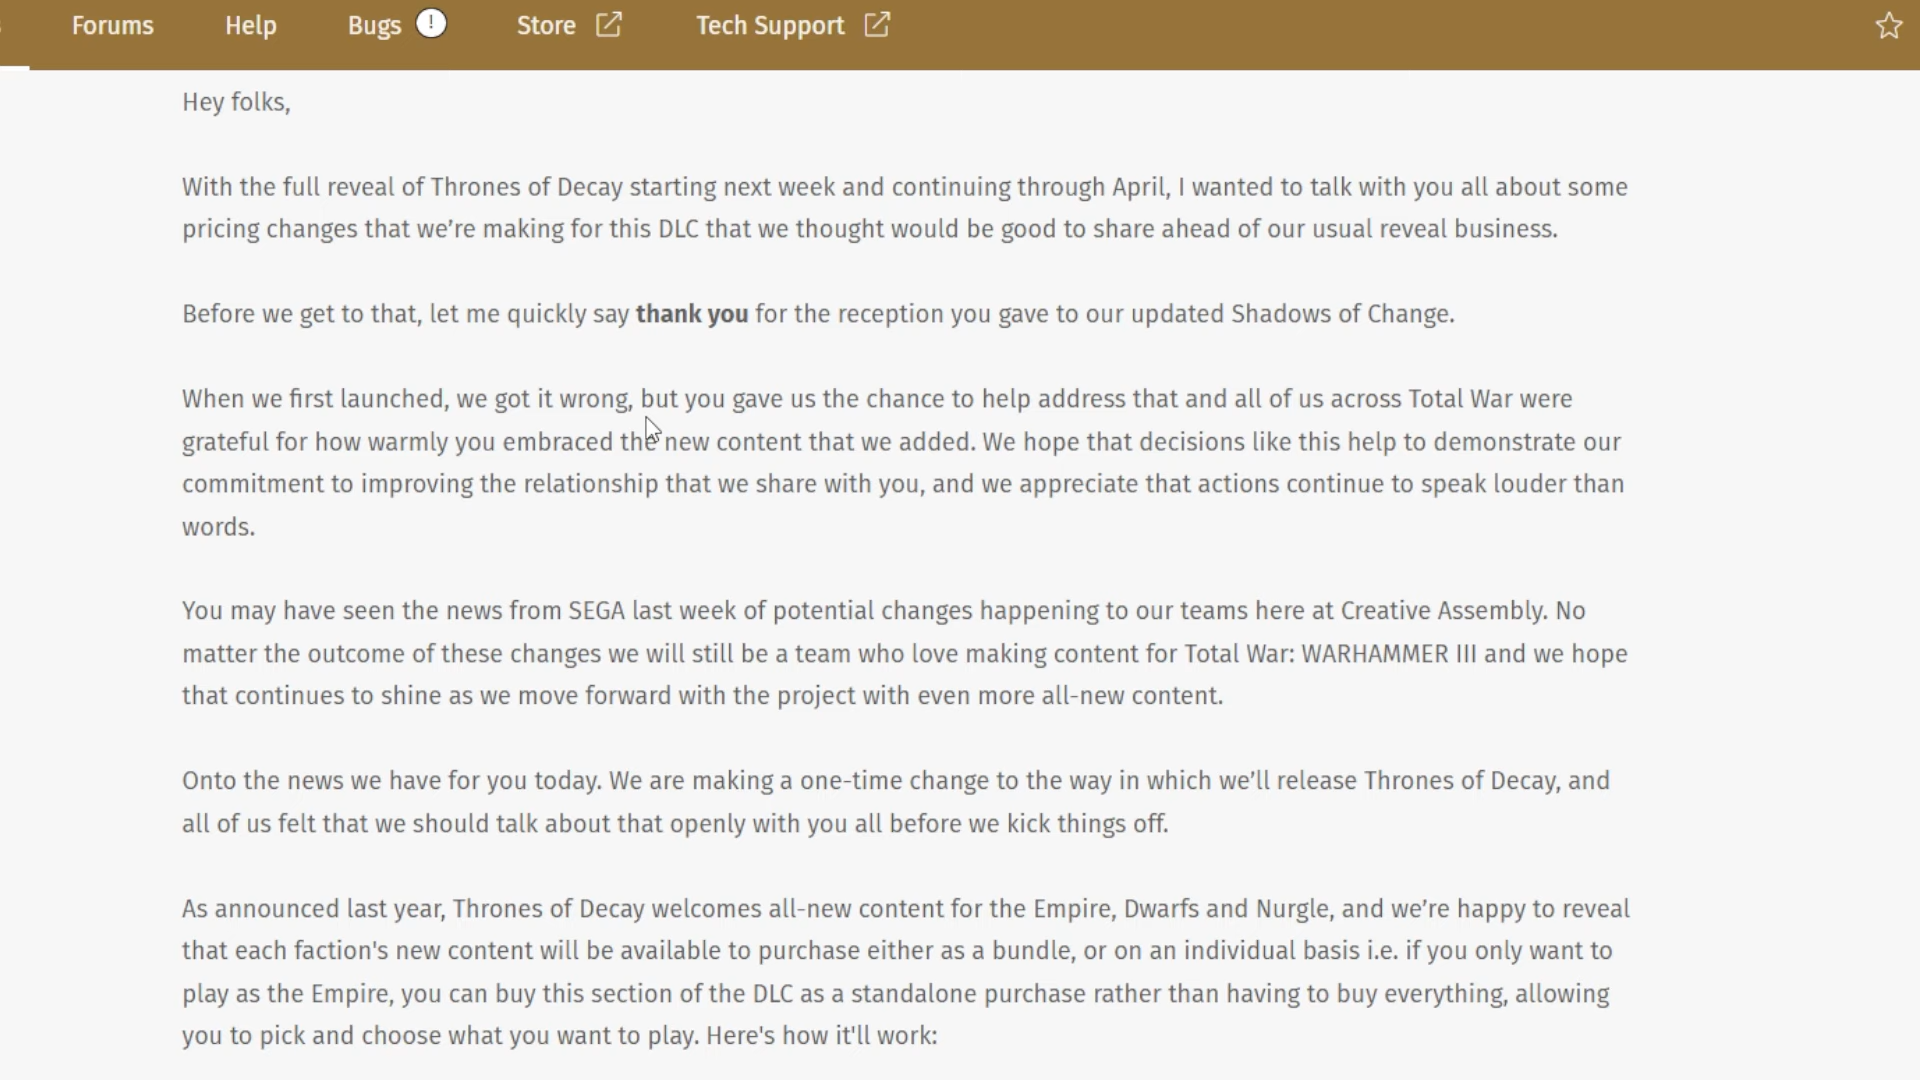 Forums Help Bugs ! Store Tech Support
Hey folks,
With the full reveal of Thrones of Decay starting next week and continuing through April, I wanted to talk with you all about some
pricing changes that we’re making for this DLC that we thought would be good to share ahead of our usual reveal business.
Before we get to that, let me quickly say thank you for the reception you gave to our updated Shadows of Change.
When we first launched, we got it wrong, but you gave us the chance to help address that and all of us across Total War were
grateful for how warmly you embraced the new content that we added. We hope that decisions like this help to demonstrate our
commitment to improving the relationship that we share with you, and we appreciate that actions continue to speak louder than
words.
You may have seen the news from SEGA last week of potential changes happening to our teams here at Creative Assembly. No
matter the outcome of these changes we will still be a team who love making content for Total War: WARHAMMER III and we hope
that continues to shine as we move forward with the project with even more all-new content.
Onto the news we have for you today. We are making a one-time change to the way in which we’ll release Thrones of Decay, and
all of us felt that we should talk about that openly with you all before we kick things off.
As announced last year, Thrones of Decay welcomes all-new content for the Empire, Dwarfs and Nurgle, and we’re happy to reveal
that each faction's new content will be available to purchase either as a bundle, or on an individual basis i.e. if you only want to
play as the Empire, you can buy this section of the DLC as a standalone purchase rather than having to buy everything, allowing
you to pick and choose what you want to play. Here's how it'll work: